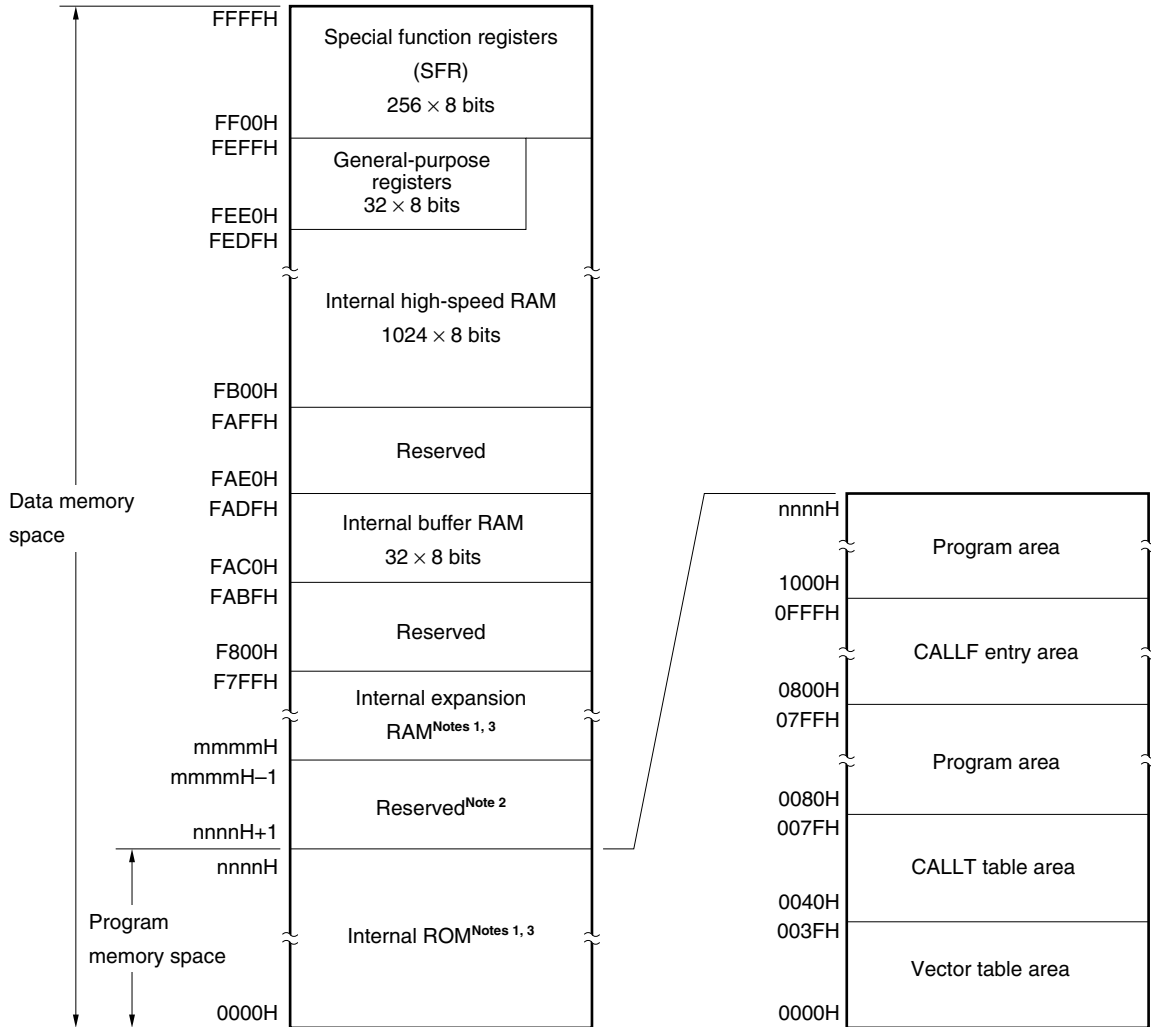 FFFFH
Special function registers
(SFR)
256 × 8 bits
FF00H
FEFFH
General-purpose
registers
32 × 8 bits
FEE0H
FEDFH
Internal high-speed RAM
1024 × 8 bits
FB00H
FAFFH
Reserved
FAE0H
Data memory
space
FADFH
Internal buffer RAM
32 × 8 bits
FAC0H
FABFH
Reserved
F800H
F7FFH
Internal expansion
RAMNotes 1, 3
mmmmH
mmmmH–1
ReservedNote 2
nnnnH+1
nnnnH
Program
memory space
Internal ROMNotes 1, 3
0000H
nnnnH
Program area
1000H
0FFFH
CALLF entry area
0800H
07FFH
Program area
0080H
007FH
CALLT table area
0040H
003FH
Vector table area
0000H